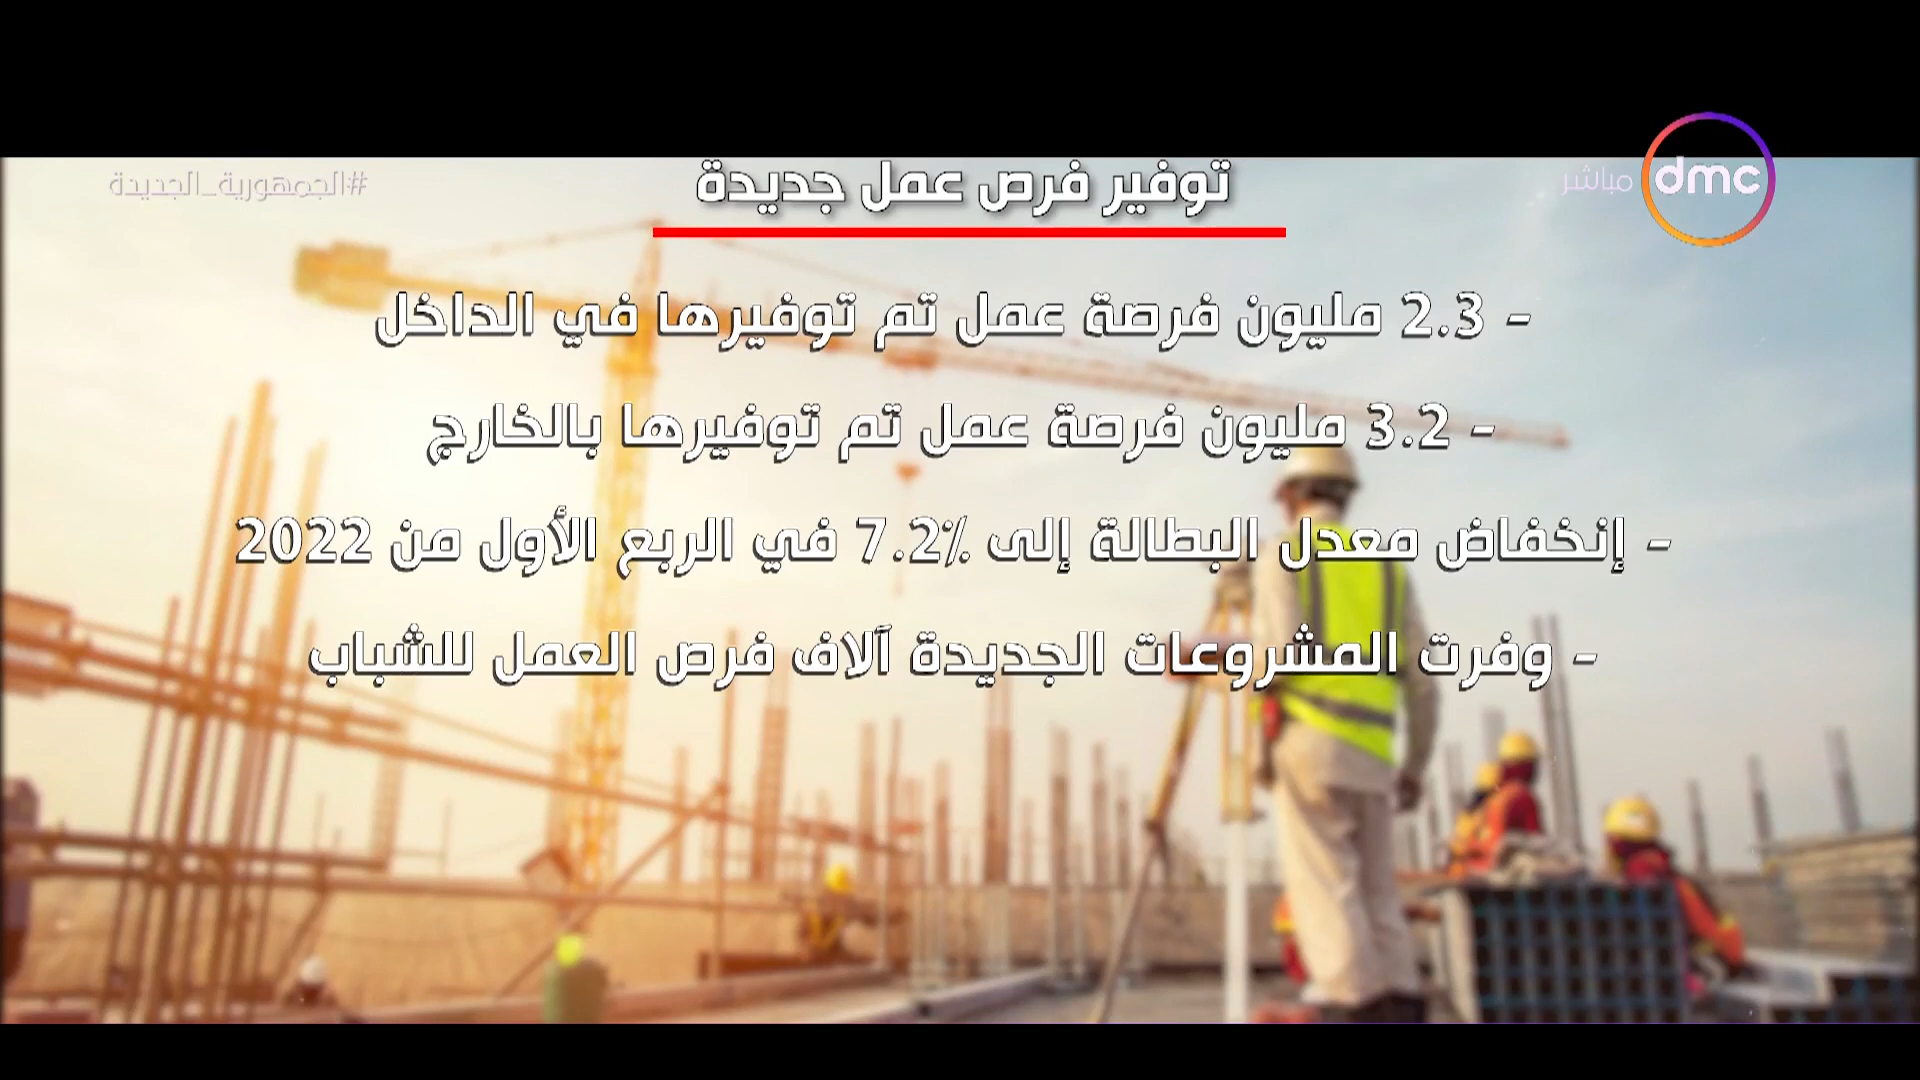 dmc مباشر
#الجمهورية_الجديدة
توفير فرص عمل جديدة
- 2.3 مليون فرصة عمل تم توفيرها في الداخل
- 3.2 مليون فرصة عمل تم توفيرها بالخارج
- إنخفاض معدل البطالة إلى 7.2% في الربع الأول من 2022
- وفرت المشروعات الجديدة آلاف فرص العمل للشباب